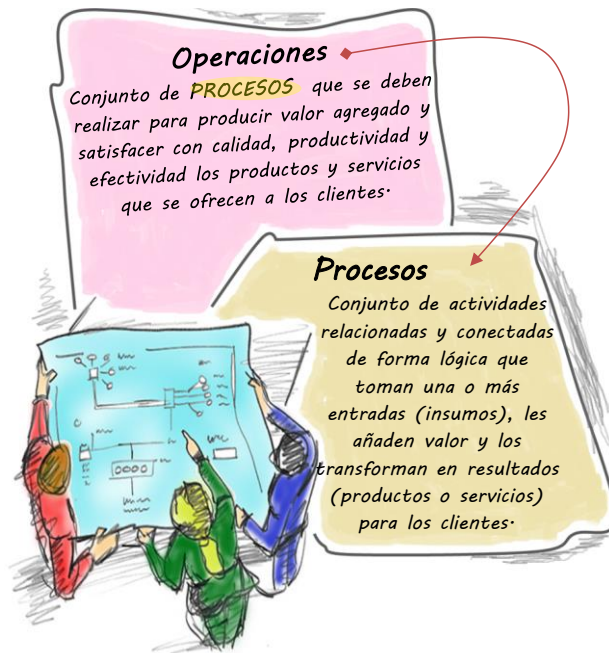 Operaciones
Conjunto de PROCESOS que se deben
realizar para producir valor agregado y
satisfacer con calidad, productividad y
efectividad los productos y servicios
que se ofrecen a los clientes.
Procesos
Conjunto de actividades
relacionadas y conectadas
de forma lógica que
toman una o más
entradas (insumos), les
añaden valor y los
transforman en resultados
(productos o servicios)
para los clientes.